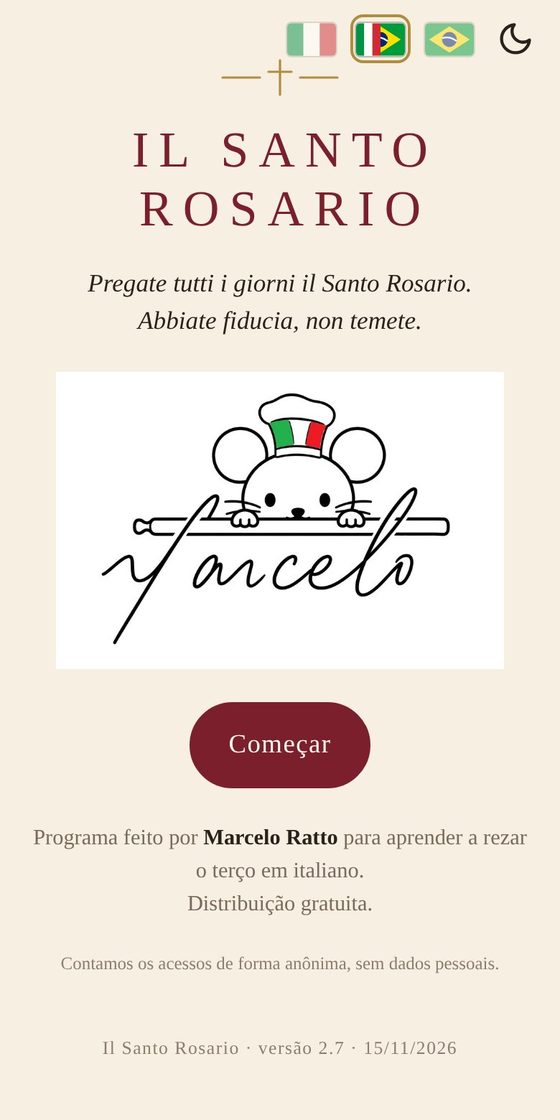 IL SANTO
ROSARIO
Pregate tutti i giorni il Santo Rosario.
Abbiate fiducia, non temete.
Marcelo
Começar
Programa feito por Marcelo Ratto para aprender a rezar
o terço em italiano.
Distribuição gratuita.
Contamos os acessos de forma anônima, sem dados pessoais.
Il Santo Rosario · versão 2.7 · 15/11/2026